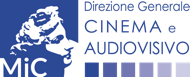 Direzione Generale
CINEMA e
AUDIOVISIVO
MiC